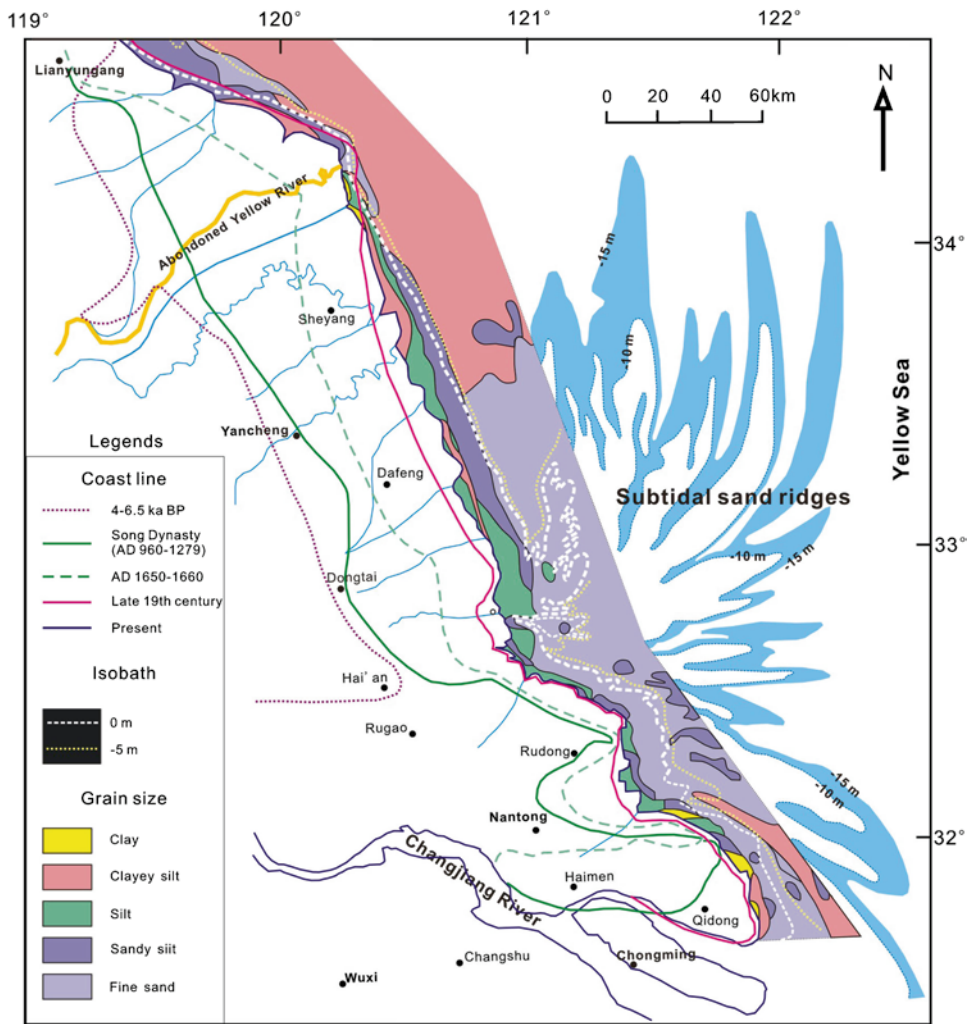 119°
120°
121°
122°
Lianyungang
N
0 20 40 60km
Abondoned Yellow River
34°
-15 m
Sheyang
-10 m
Yellow Sea
Yancheng
Legends
Dafeng
Subtidal sand ridges
Coast line
4-6.5 ka BP
Song Dynasty
(AD 960-1279)
-10 m
-15 m
33°
AD 1650-1660
Dongtai
Late 19th century
Present
Isobath
Hai' an
0 m
Rugao
-5 m
Rudong
-15 m
-10 m
Grain size
Nantong
32°
Clay
Changjiang River
Clayey silt
Haimen
Silt
Qidong
Sandy siit
Changshu
Chongming
Wuxi
Fine sand